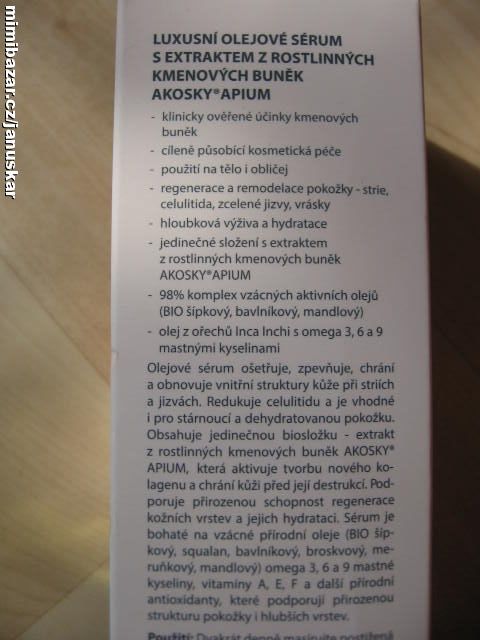 mimibazar.cz/januskar
LUXUSNÍ OLEJOVÉ SÉRUM
S EXTRAKTEM Z ROSTLINNÝCH
KMENOVÝCH BUNĚK
AKOSKY®APIUM
- klinicky ověřené účinky kmenových
buněk
- cíleně působící kosmetická péče
- použití na tělo i obličej
- regenerace a remodelace pokožky - strie,
celulitida, zcelené jizvy, vrásky
- hloubková výživa a hydratace
- jedinečné složení s extraktem
z rostlinných kmenových buněk
AKOSKY®APIUM
- 98% komplex vzácných aktivních olejů
(BIO šípkový, bavlníkový, mandlový)
- olej z ořechů Inca Inchi s omega 3, 6 a 9
mastnými kyselinami
Olejové sérum ošetřuje, zpevňuje, chrání
a obnovuje vnitřní struktury kůže při striích
a jizvách. Redukuje celulitidu a je vhodné
i pro stárnoucí a dehydratovanou pokožku.
Obsahuje jedinečnou biosložku - extrakt
z rostlinných kmenových buněk AKOSKY®
APIUM, která aktivuje tvorbu nového ko-
lagenu a chrání kůži před její destrukcí. Pod-
poruje přirozenou schopnost regenerace
kožních vrstev a jejich hydrataci. Sérum je
bohaté na vzácné přírodní oleje (BIO šíp-
kový, squalan, bavlníkový, broskvový, me-
ruňkový, mandlový) omega 3, 6 a 9 mastné
kyseliny, vitamíny A, E, F a další přírodní
antioxidanty, které podporují přirozenou
strukturu pokožky i hlubších vrstev.
Použití: Dvakrát denně masírujte postižená